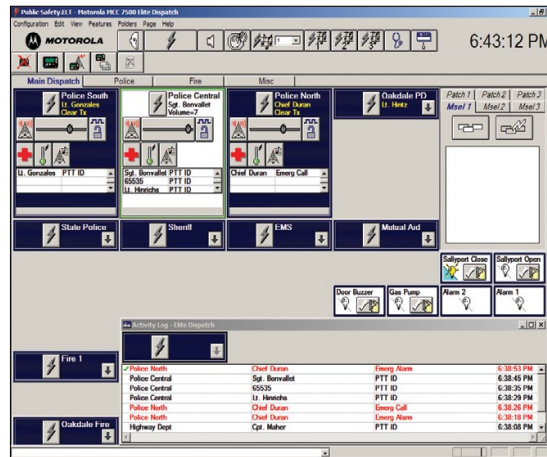 Public Safety.ELT - Motorola MCC 7500 Elite Dispatch
Configuration Edit View Features Folders Page Help
MOTOROLA
6:43:12 PM
Main Dispatch Police Fire Misc
Police South
Lt. Gonzales
Clear Tx
Lt. Gonzales PTT ID
Police Central
Sgt. Bonvallet
Volume=7
Sgt. Bonvallet PTT ID
65535 PTT ID
Lt. Hinrichs PTT ID
Police North
Chief Duran
Clear Tx
Chief Duran Emerg Call
Oakdale PD
Lt. Hintz
Patch 1 Patch 2 Patch 3
Msel 1 Msel 2 Msel 3
State Police
Sheriff
EMS
Mutual Aid
Sallyport Close Sallyport Open
Door Buzzer Gas Pump Alarm 2 Alarm 1
Activity Log - Elite Dispatch
Fire 1
Police North Chief Duran Emerg Alarm 6:38:53 PM
Police Central Sgt. Bonvallet PTT ID 6:38:45 PM
Police Central 65535 PTT ID 6:38:35 PM
Police Central Lt. Hinrichs PTT ID 6:38:29 PM
Police North Chief Duran Emerg Call 6:38:26 PM
Police North Chief Duran Emerg Alarm 6:38:18 PM
Highway Dept Cpt. Maher PTT ID 6:38:08 PM
Oakdale Fire